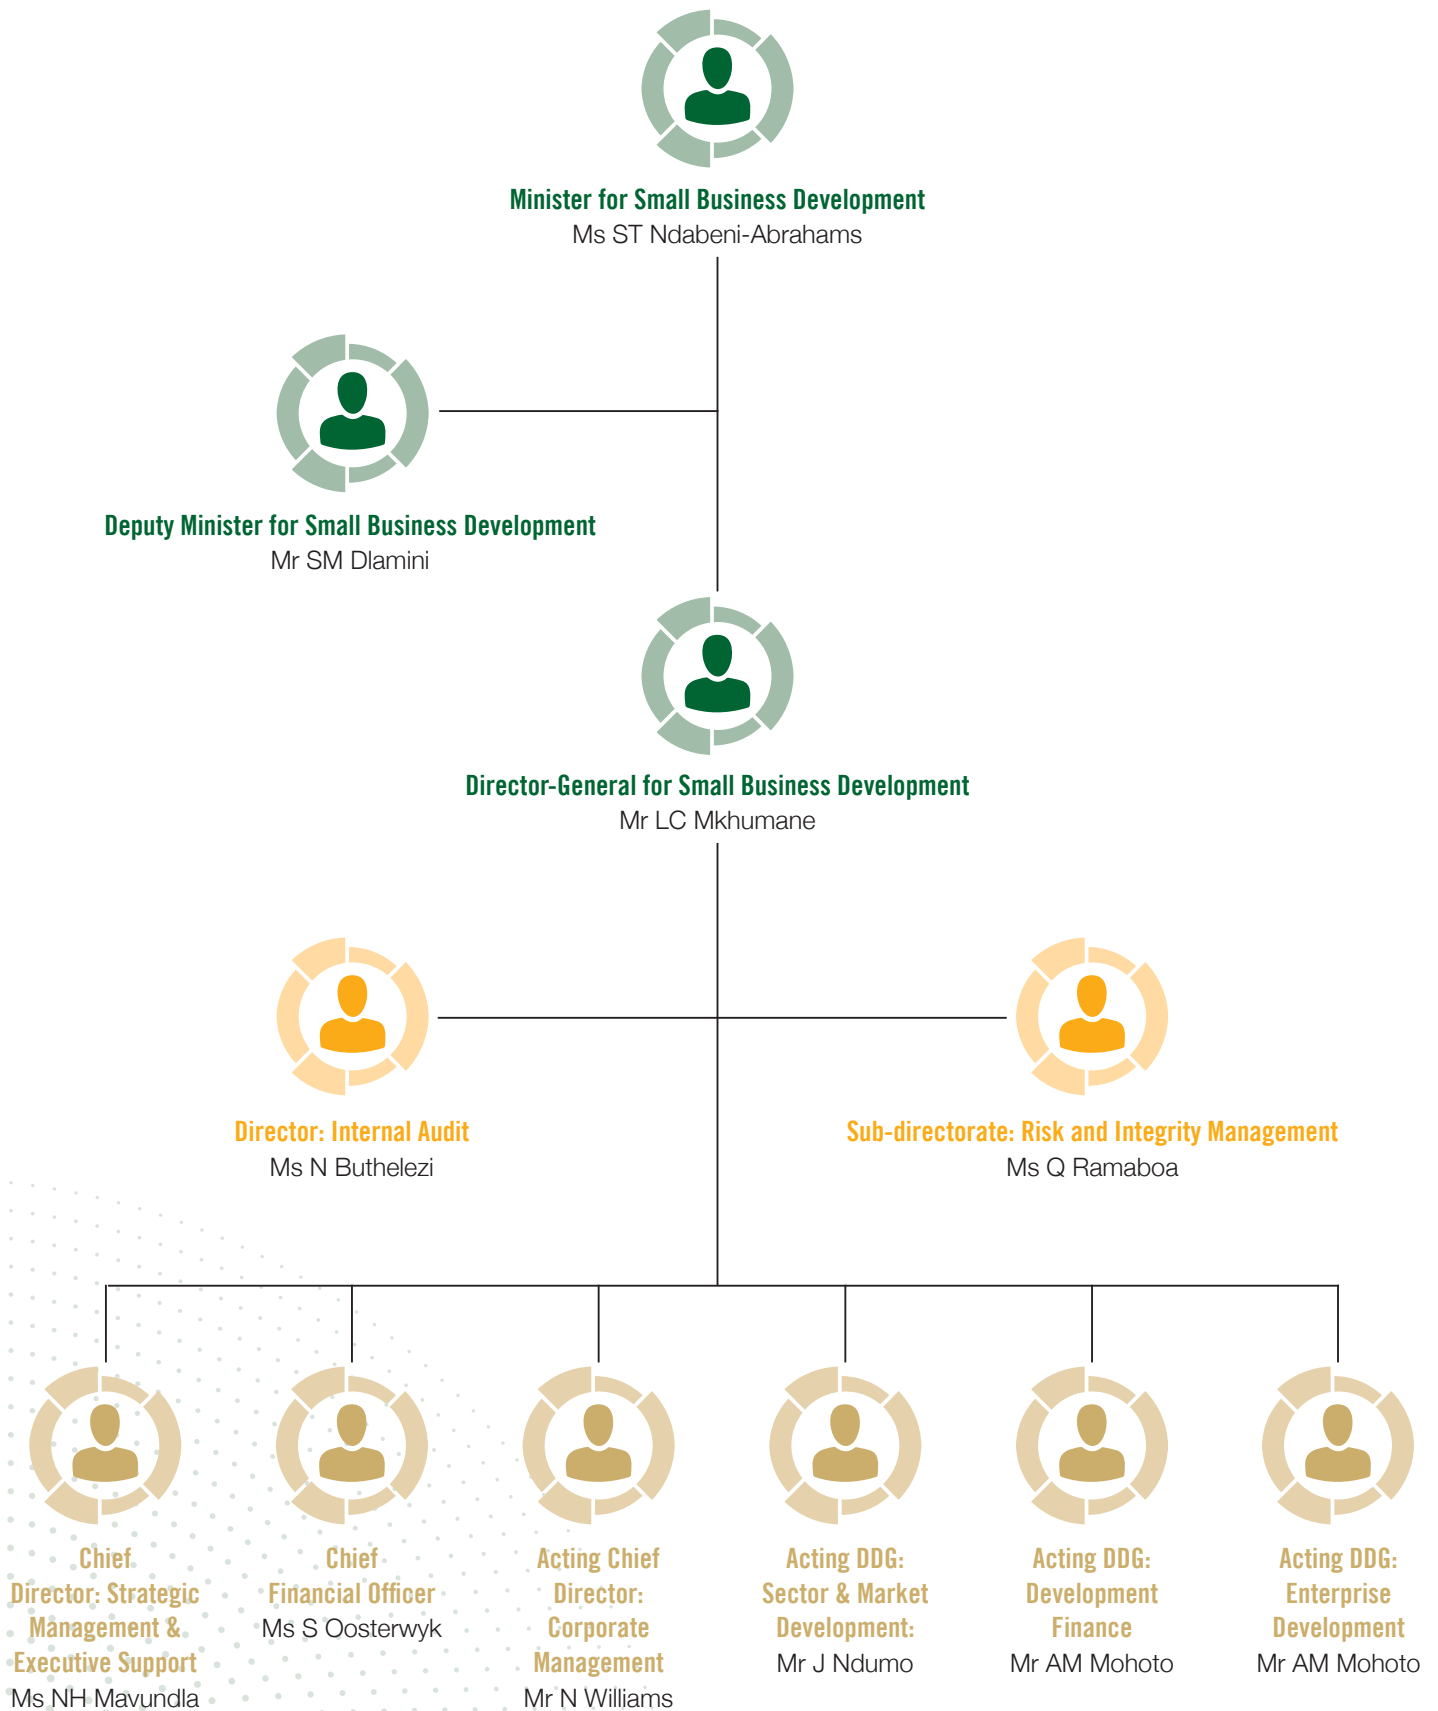 Minister for Small Business Development
Ms ST Ndabeni-Abrahams
Deputy Minister for Small Business Development
Mr SM Dlamini
Director-General for Small Business Development
Mr LC Mkhumane
Director: Internal Audit
Ms N Buthelezi
Sub-directorate: Risk and Integrity Management
Ms Q Ramaboa
Chief
Director: Strategic
Management &
Executive Support
Ms NH Mavundla
Chief
Financial Officer
Ms S Oosterwyk
Acting Chief
Director:
Corporate
Management
Mr N Williams
Acting DDG:
Sector & Market
Development:
Mr J Ndumo
Acting DDG:
Development
Finance
Mr AM Mohoto
Acting DDG:
Enterprise
Development
Mr AM Mohoto